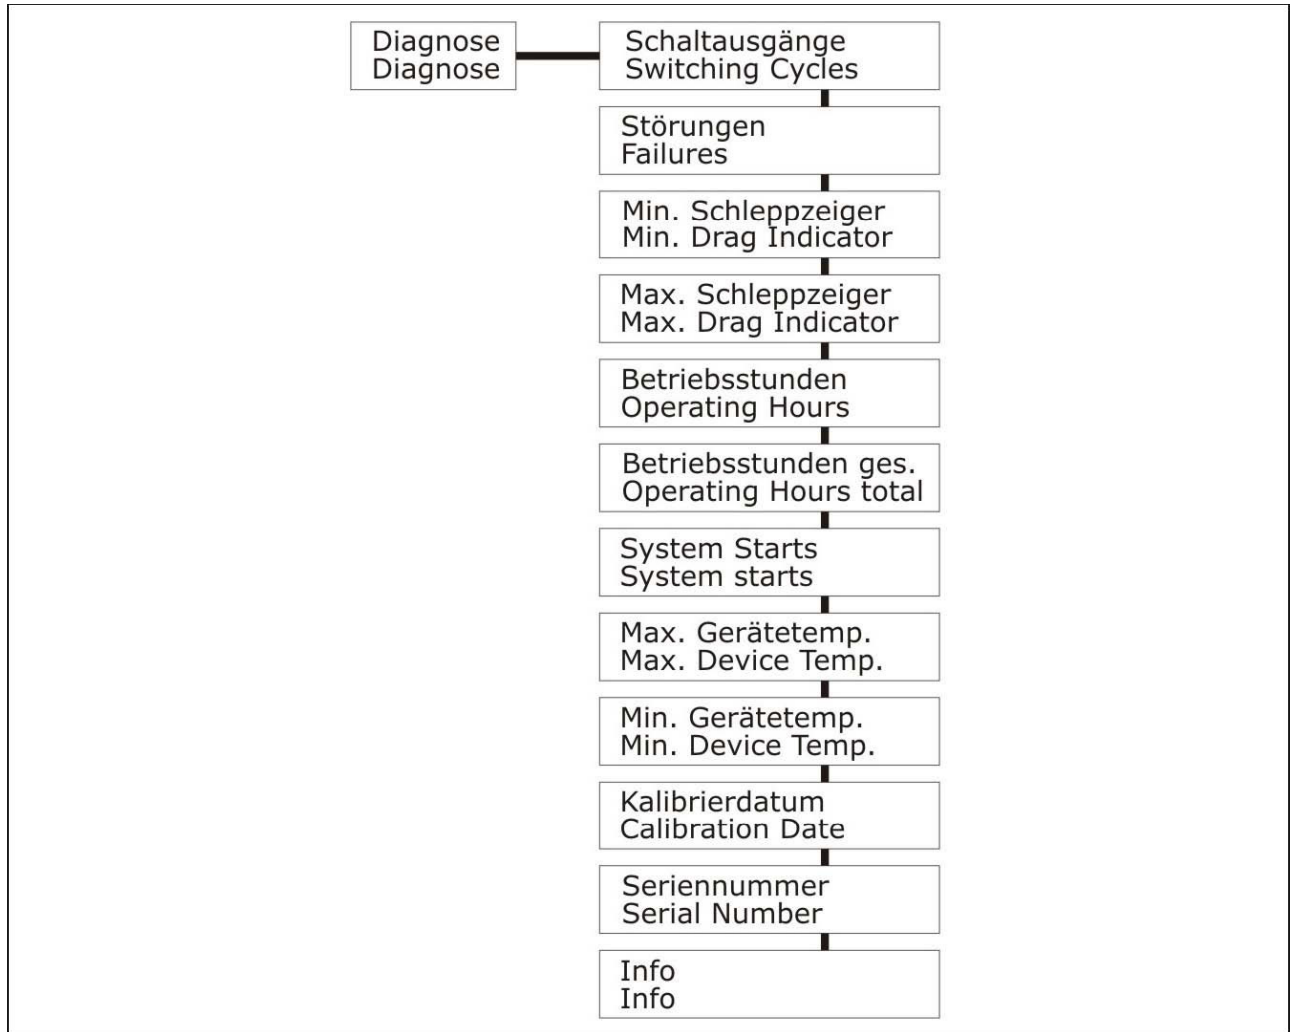 Diagnose
Diagnose
Schaltausgänge
Switching Cycles
Störungen
Failures
Min. Schleppzeiger
Min. Drag Indicator
Max. Schleppzeiger
Max. Drag Indicator
Betriebsstunden
Operating Hours
Betriebsstunden ges.
Operating Hours total
System Starts
System starts
Max. Gerätetemp.
Max. Device Temp.
Min. Gerätetemp.
Min. Device Temp.
Kalibrierdatum
Calibration Date
Seriennummer
Serial Number
Info
Info